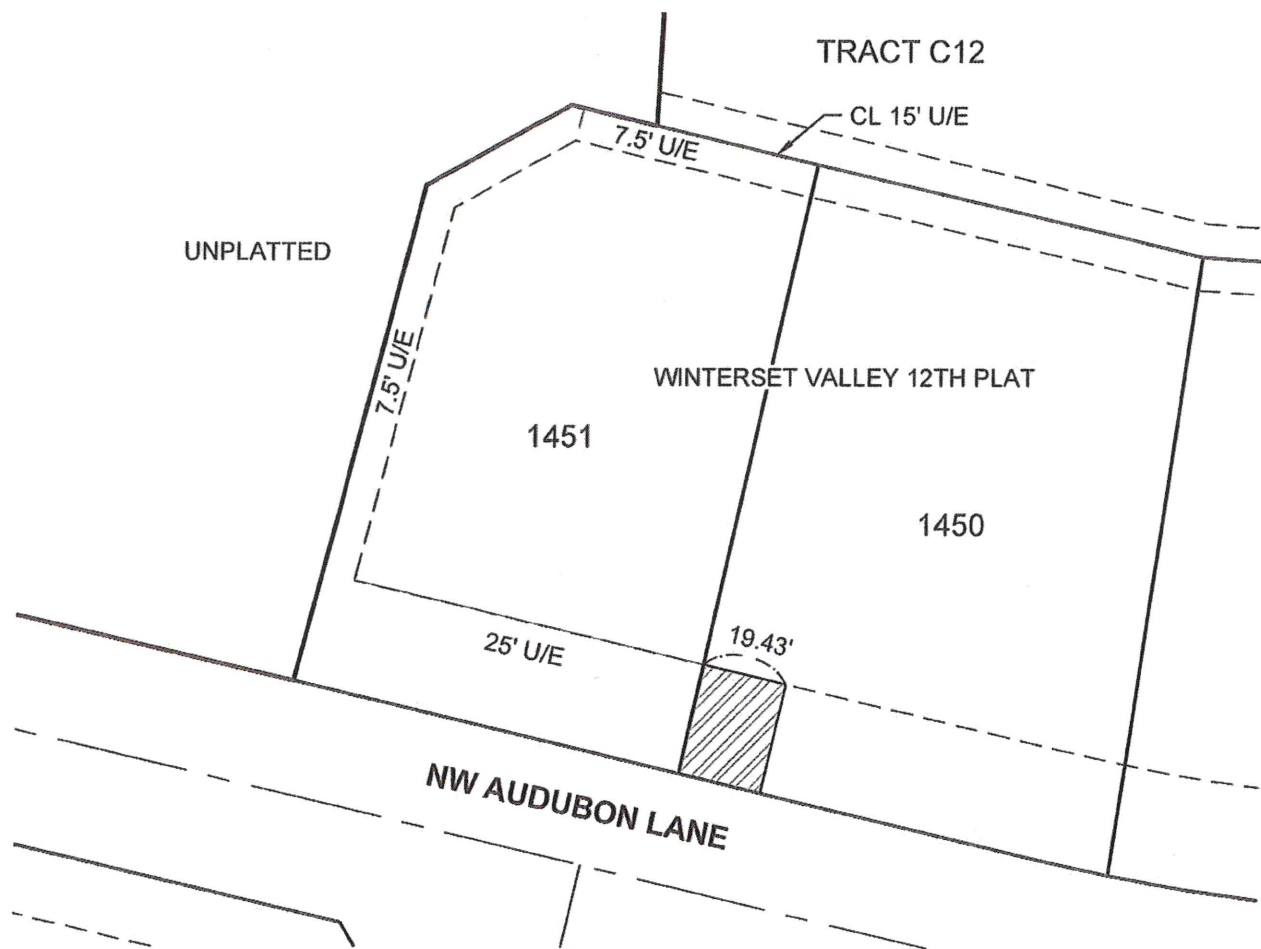 TRACT C12
CL 15' U/E
7.5' U/E
UNPLATTED
7.5' U/E
WINTERSET VALLEY 12TH PLAT
1451
1450
19.43'
25' U/E
NW AUDUBON LANE